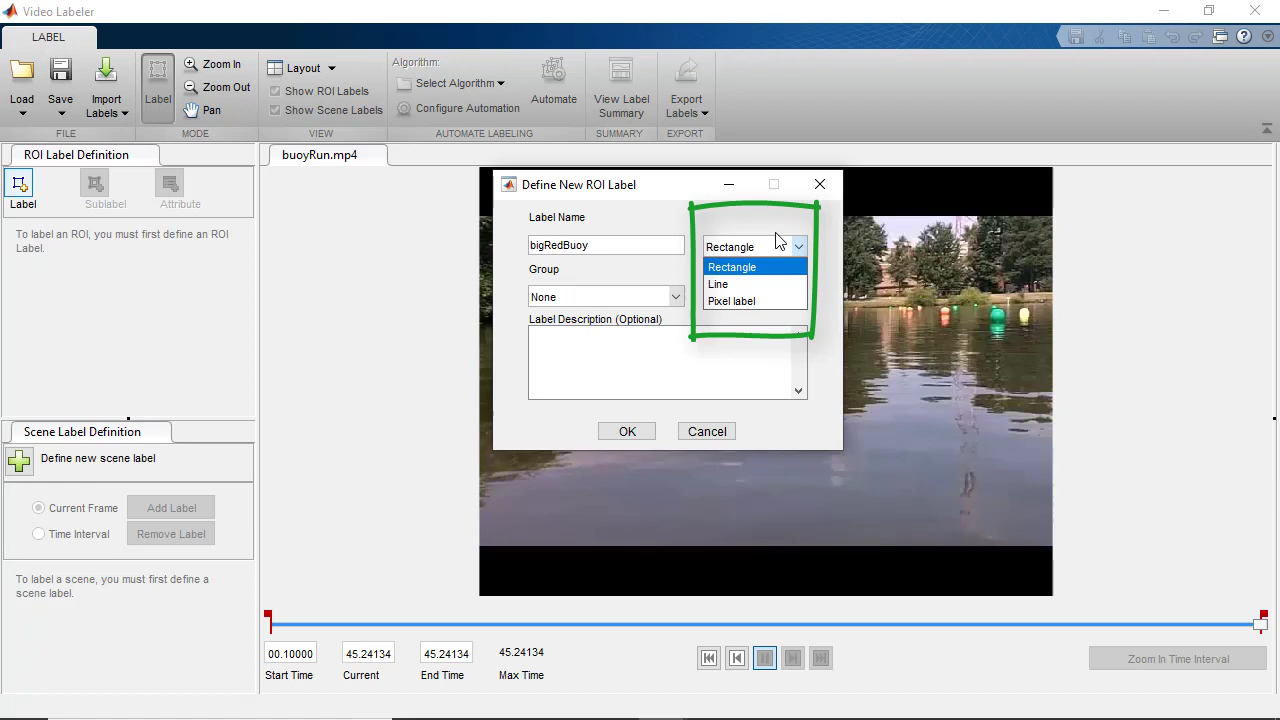 Video Labeler
LABEL
Load
Save
Import
Labels
FILE
Label
Zoom In
Zoom Out
Pan
MODE
Layout
Show ROI Labels
Show Scene Labels
VIEW
Algorithm:
Select Algorithm
Configure Automation
Automate
AUTOMATE LABELING
View Label
Summary
SUMMARY
Export
Labels
EXPORT
ROI Label Definition
Label
Sublabel
Attribute
To label an ROI, you must first define an ROI
Label.
buoyRun.mp4
Define New ROI Label
Label Name
bigRedBuoy
Rectangle
Rectangle
Line
Pixel label
Group
None
Label Description (Optional)
OK
Cancel
Scene Label Definition
Define new scene label
Current Frame
Add Label
Time Interval
Remove Label
To label a scene, you must first define a
scene label.
00.10000
45.24134
45.24134
45.24134
Start Time
Current
End Time
Max Time
Zoom In Time Interval